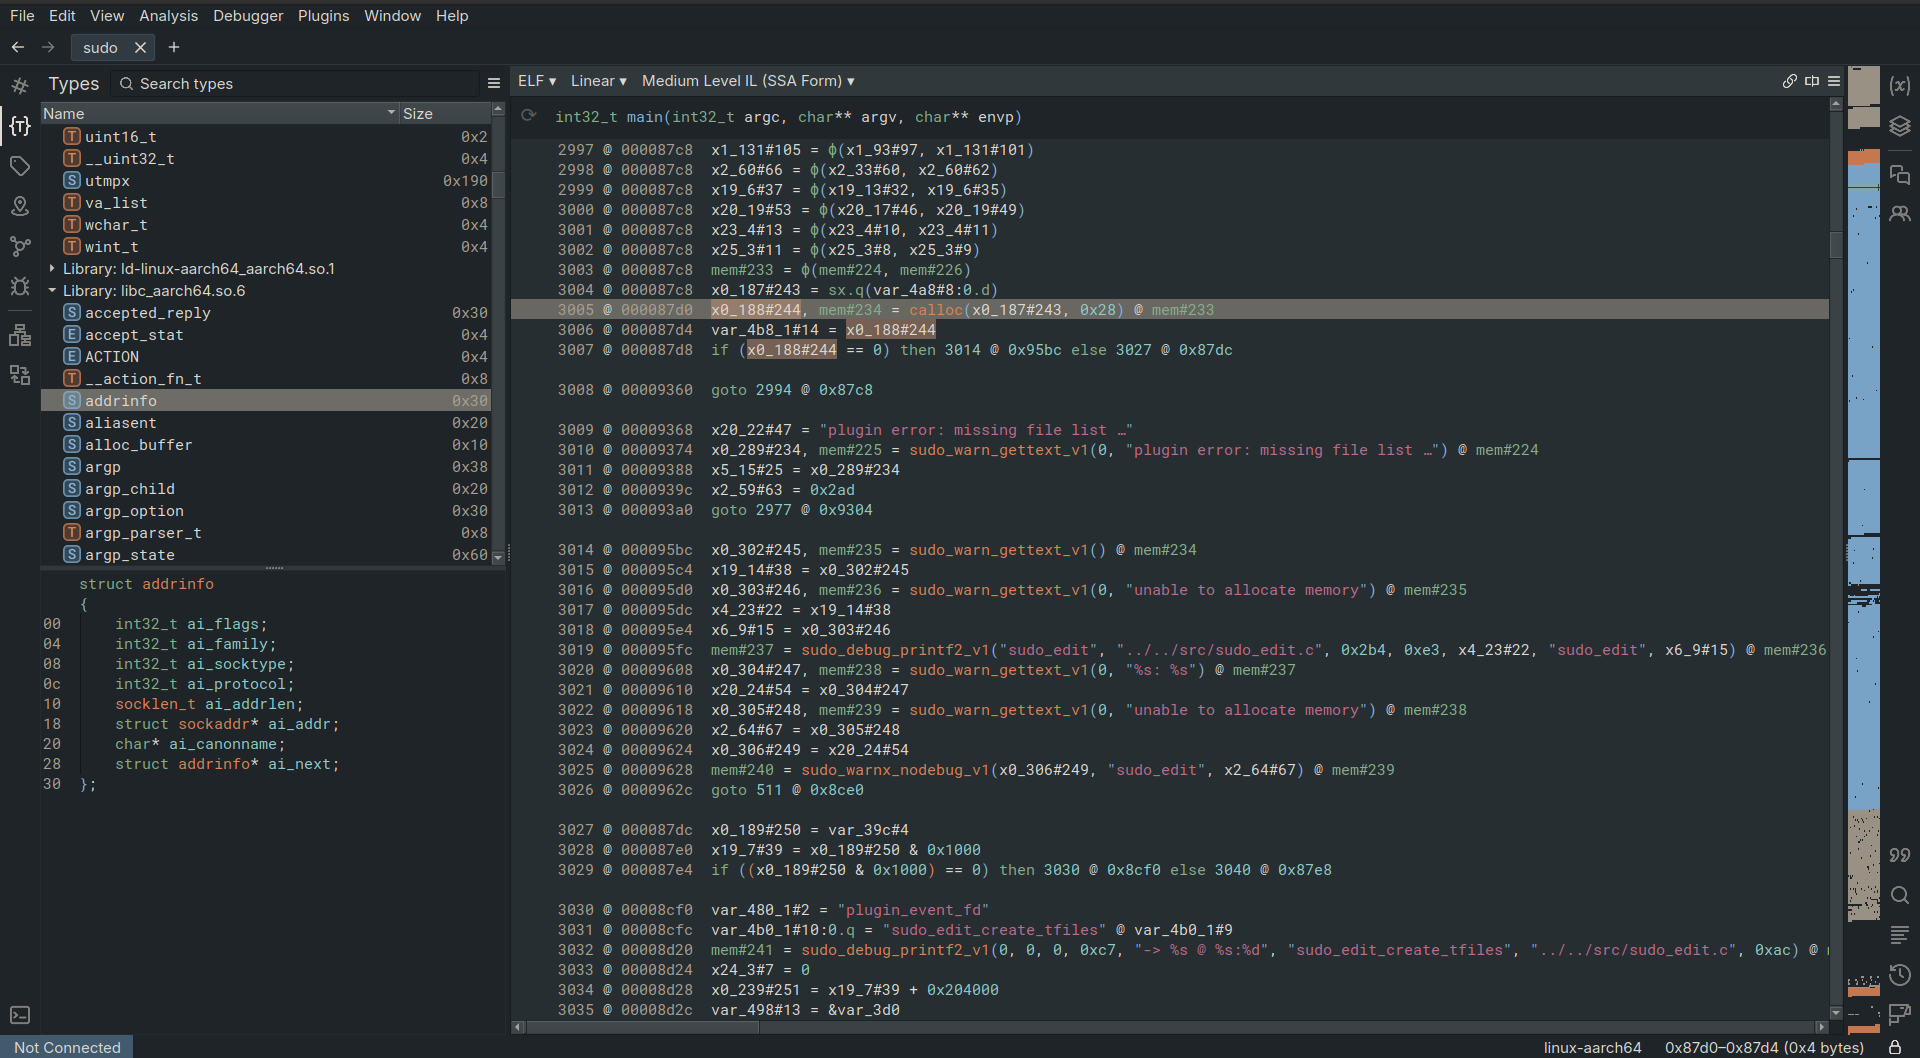 File Edit View Analysis Debugger Plugins Window Help
sudo
Types Search types
Name Size
uint16_t 0x2
__uint32_t 0x4
utmpx 0x190
va_list 0x8
wchar_t 0x4
wint_t 0x4
Library: ld-linux-aarch64_aarch64.so.1
Library: libc_aarch64.so.6
accepted_reply 0x30
accept_stat 0x4
ACTION 0x4
__action_fn_t 0x8
addrinfo 0x30
aliasent 0x20
alloc_buffer 0x10
argp 0x38
argp_child 0x20
argp_option 0x30
argp_parser_t 0x8
argp_state 0x60
struct addrinfo
{
00 int32_t ai_flags;
04 int32_t ai_family;
08 int32_t ai_socktype;
0c int32_t ai_protocol;
10 socklen_t ai_addrlen;
18 struct sockaddr* ai_addr;
20 char* ai_canonname;
28 struct addrinfo* ai_next;
30 };
ELF ▾ Linear ▾ Medium Level IL (SSA Form) ▾
int32_t main(int32_t argc, char** argv, char** envp)
2997 @ 000087c8 x1_131#105 = ϕ(x1_93#97, x1_131#101)
2998 @ 000087c8 x2_60#66 = ϕ(x2_33#60, x2_60#62)
2999 @ 000087c8 x19_6#37 = ϕ(x19_13#32, x19_6#35)
3000 @ 000087c8 x20_19#53 = ϕ(x20_17#46, x20_19#49)
3001 @ 000087c8 x23_4#13 = ϕ(x23_4#10, x23_4#11)
3002 @ 000087c8 x25_3#11 = ϕ(x25_3#8, x25_3#9)
3003 @ 000087c8 mem#233 = ϕ(mem#224, mem#226)
3004 @ 000087c8 x0_187#243 = sx.q(var_4a8#8:0.d)
3005 @ 000087d0 x0_188#244, mem#234 = calloc(x0_187#243, 0x28) @ mem#233
3006 @ 000087d4 var_4b8_1#14 = x0_188#244
3007 @ 000087d8 if (x0_188#244 == 0) then 3014 @ 0x95bc else 3027 @ 0x87dc
3008 @ 00009360 goto 2994 @ 0x87c8
3009 @ 00009368 x20_22#47 = "plugin error: missing file list …"
3010 @ 00009374 x0_289#234, mem#225 = sudo_warn_gettext_v1(0, "plugin error: missing file list …") @ mem#224
3011 @ 00009388 x5_15#25 = x0_289#234
3012 @ 0000939c x2_59#63 = 0x2ad
3013 @ 000093a0 goto 2977 @ 0x9304
3014 @ 000095bc x0_302#245, mem#235 = sudo_warn_gettext_v1() @ mem#234
3015 @ 000095c4 x19_14#38 = x0_302#245
3016 @ 000095d0 x0_303#246, mem#236 = sudo_warn_gettext_v1(0, "unable to allocate memory") @ mem#235
3017 @ 000095dc x4_23#22 = x19_14#38
3018 @ 000095e4 x6_9#15 = x0_303#246
3019 @ 000095fc mem#237 = sudo_debug_printf2_v1("sudo_edit", "../../src/sudo_edit.c", 0x2b4, 0xe3, x4_23#22, "sudo_edit", x6_9#15) @ mem#236
3020 @ 00009608 x0_304#247, mem#238 = sudo_warn_gettext_v1(0, "%s: %s") @ mem#237
3021 @ 00009610 x20_24#54 = x0_304#247
3022 @ 00009618 x0_305#248, mem#239 = sudo_warn_gettext_v1(0, "unable to allocate memory") @ mem#238
3023 @ 00009620 x2_64#67 = x0_305#248
3024 @ 00009624 x0_306#249 = x20_24#54
3025 @ 00009628 mem#240 = sudo_warnx_nodebug_v1(x0_306#249, "sudo_edit", x2_64#67) @ mem#239
3026 @ 0000962c goto 511 @ 0x8ce0
3027 @ 000087dc x0_189#250 = var_39c#4
3028 @ 000087e0 x19_7#39 = x0_189#250 & 0x1000
3029 @ 000087e4 if ((x0_189#250 & 0x1000) == 0) then 3030 @ 0x8cf0 else 3040 @ 0x87e8
3030 @ 00008cf0 var_480_1#2 = "plugin_event_fd"
3031 @ 00008cfc var_4b0_1#10:0.q = "sudo_edit_create_tfiles" @ var_4b0_1#9
3032 @ 00008d20 mem#241 = sudo_debug_printf2_v1(0, 0, 0, 0xc7, "-> %s @ %s:%d", "sudo_edit_create_tfiles", "../../src/sudo_edit.c", 0xac) @
3033 @ 00008d24 x24_3#7 = 0
3034 @ 00008d28 x0_239#251 = x19_7#39 + 0x204000
3035 @ 00008d2c var_498#13 = &var_3d0
Not Connected linux-aarch64 0x87d0–0x87d4 (0x4 bytes)